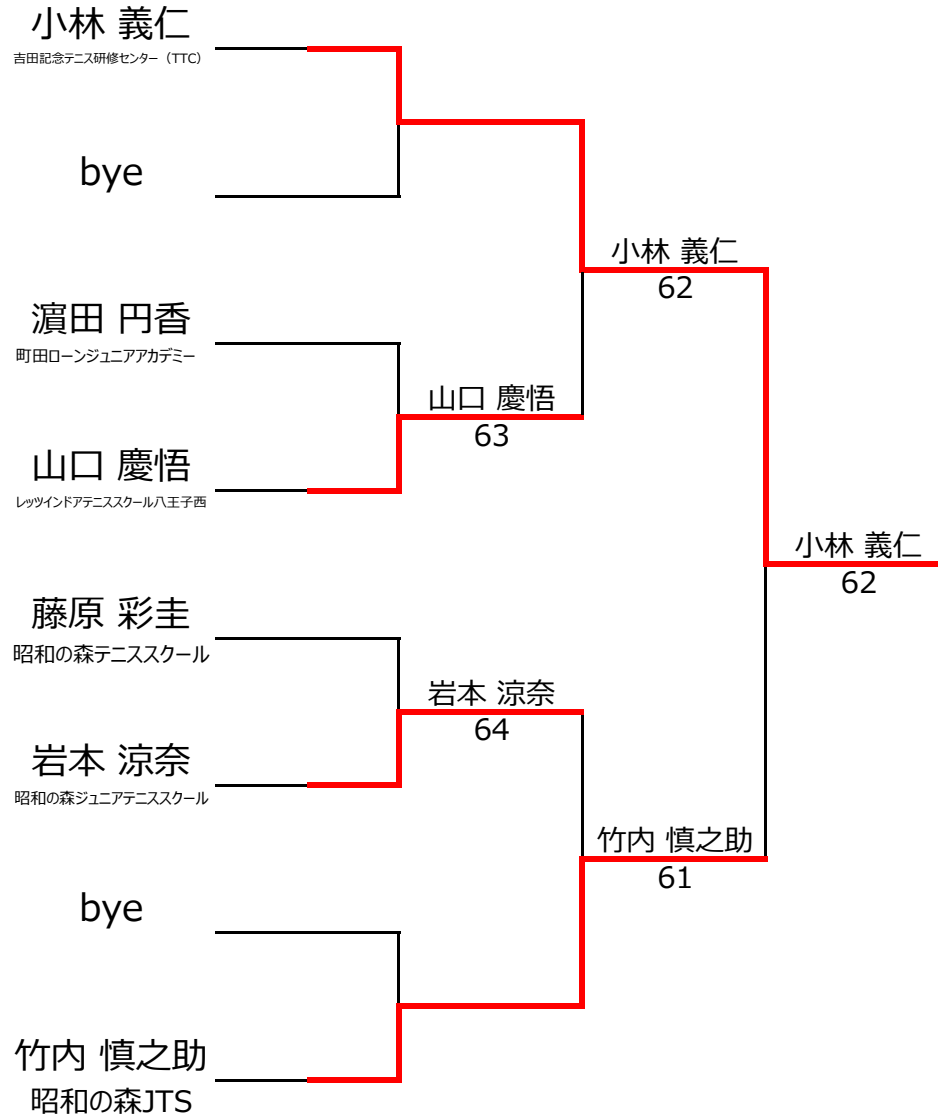 小林 義仁
吉田記念テニス研修センター（TTC）
bye
濵田 円香
町田ローンジュニアアカデミー
山口 慶悟
レッツインドアテニススクール八王子西
藤原 彩圭
昭和の森テニススクール
岩本 涼奈
昭和の森ジュニアテニススクール
bye
竹内 慎之助
昭和の森JTS
山口 慶悟
63
岩本 涼奈
64
小林 義仁
62
竹内 慎之助
61
小林 義仁
62